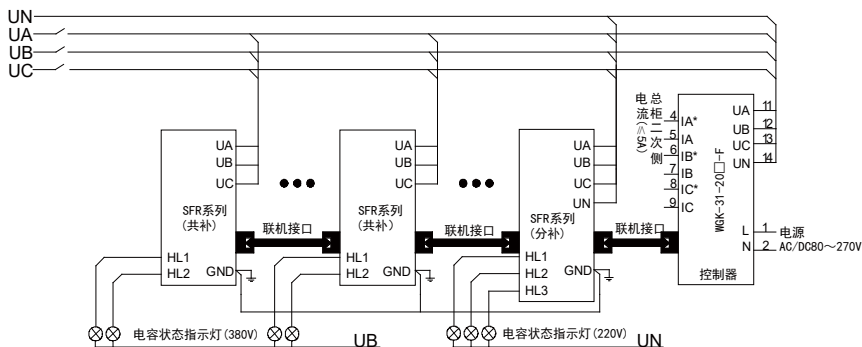 UN
UA
UB
UC
UA
UB
UC
SFR系列
(共补)
HL1
HL2
GND
联机接口
UA
UB
UC
SFR系列
(共补)
HL1
HL2
GND
联机接口
UA
UB
UC
UN
SFR系列
(分补)
HL1
HL2
HL3
GND
联机接口
总柜二次侧
电流(≤5A)
4 IA*
5 IA
6 IB*
7 IB
8 IC*
9 IC
WGK-31-20□-F
UA 11
UB 12
UC 13
UN 14
L 1 电源
N 2 AC/DC80～270V
控制器
电容状态指示灯(380V)
UB
电容状态指示灯(220V)
UN